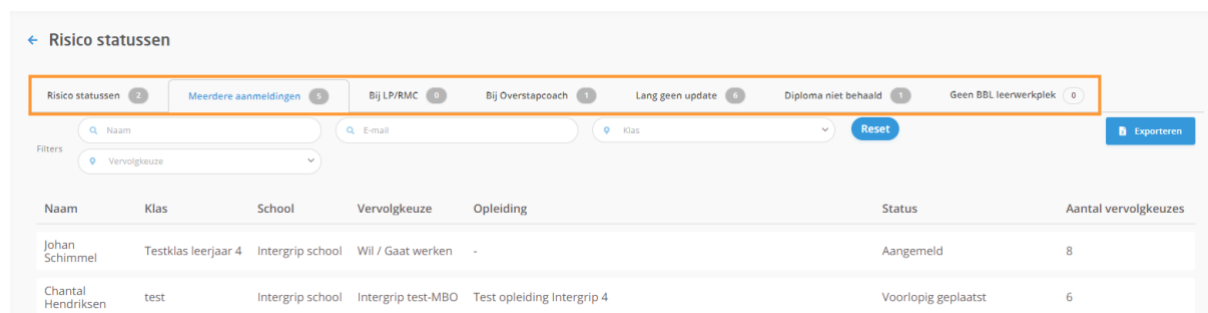 Risico statussen
Risico statussen 2 Meerdere aanmeldingen 5 Bij LP/RMC 0 Bij Overstapcoach 1 Lang geen update 6 Diploma niet behaald 1 Geen BBL leerwerkplek 0
Naam E-mail Klas Reset Exporteren
Filters
Vervolgkeuze
Naam Klas School Vervolgkeuze Opleiding Status Aantal vervolgkeuzes
Johan
Schimmel Testklas leerjaar 4 Intergrip school Wil / Gaat werken - Aangemeld 8
Chantal
Hendriksen test Intergrip school Intergrip test-MBO Test opleiding Intergrip 4 Voorlopig geplaatst 6